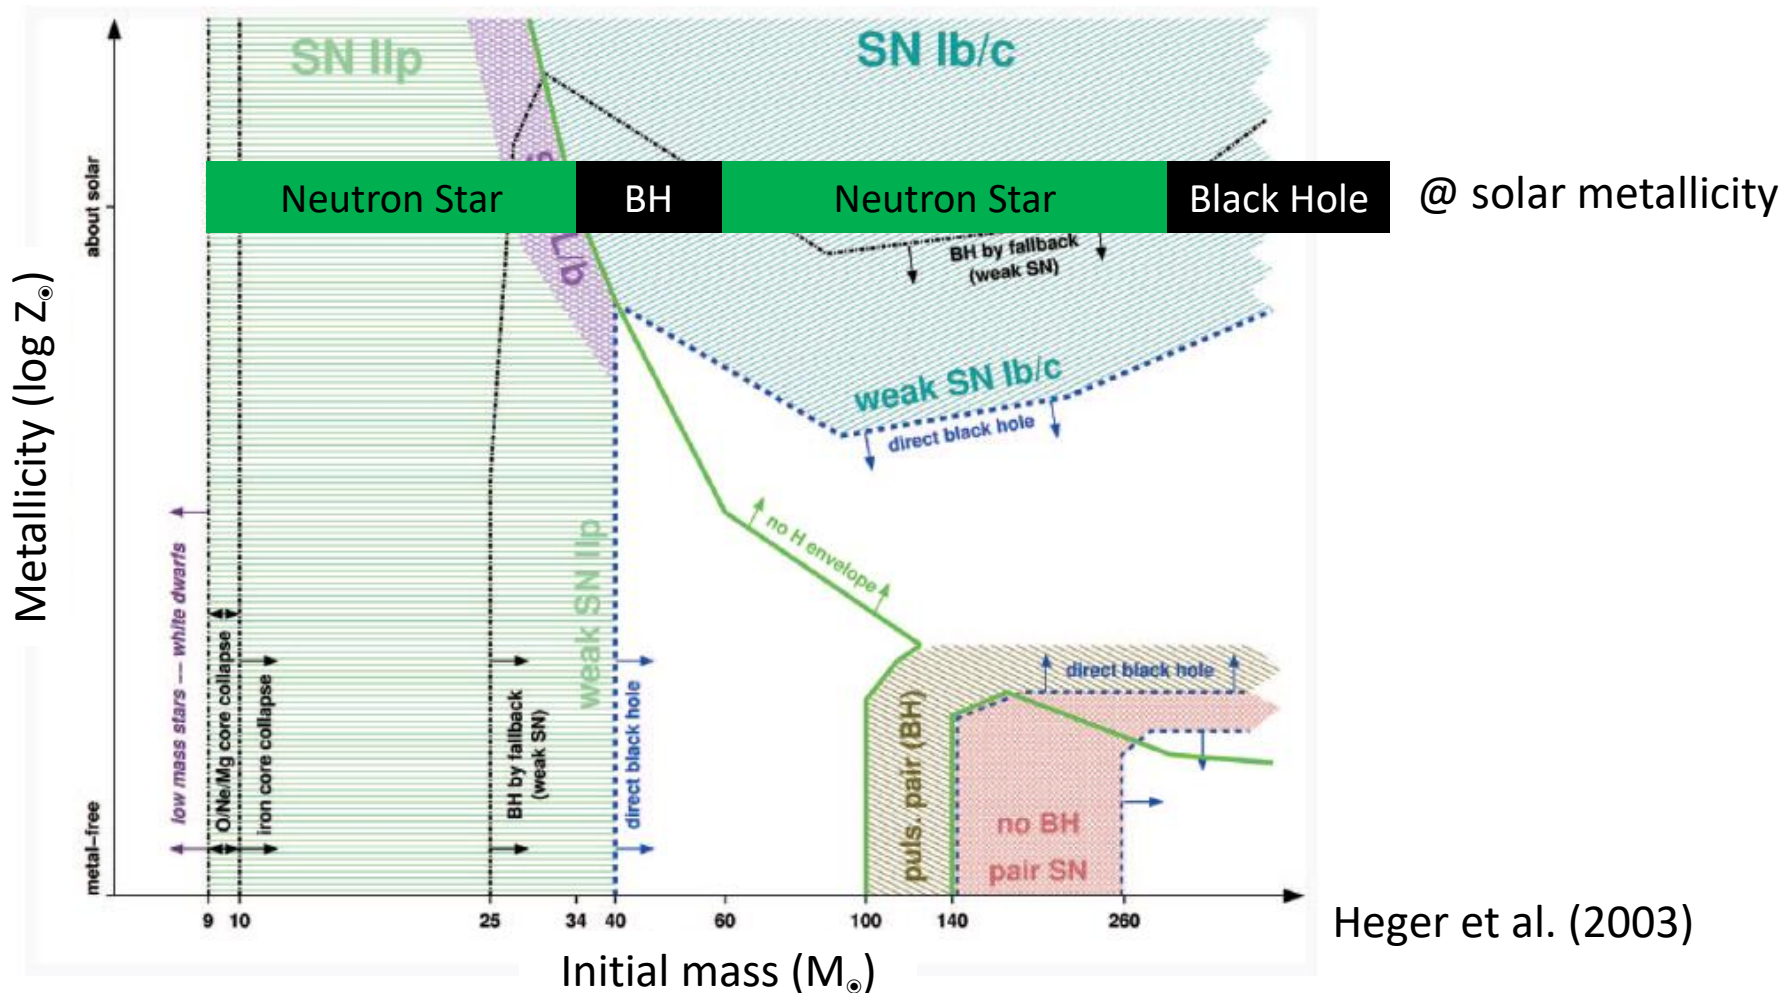 SN IIp
SN Ib/c
about solar
Neutron Star
BH
Neutron Star
Black Hole
@ solar metallicity
L/b
BH by fallback
(weak SN)
Metallicity (log Z☉)
weak SN Ib/c
direct black hole
no H envelope
weak SN IIp
low mass stars — white dwarfs
O/Ne/Mg core collapse
iron core collapse
BH by fallback
(weak SN)
direct black hole
puls. pair (BH)
direct black hole
no BH
pair SN
metal–free
9 10 25 34 40 60 100 140 260
Heger et al. (2003)
Initial mass (M☉)